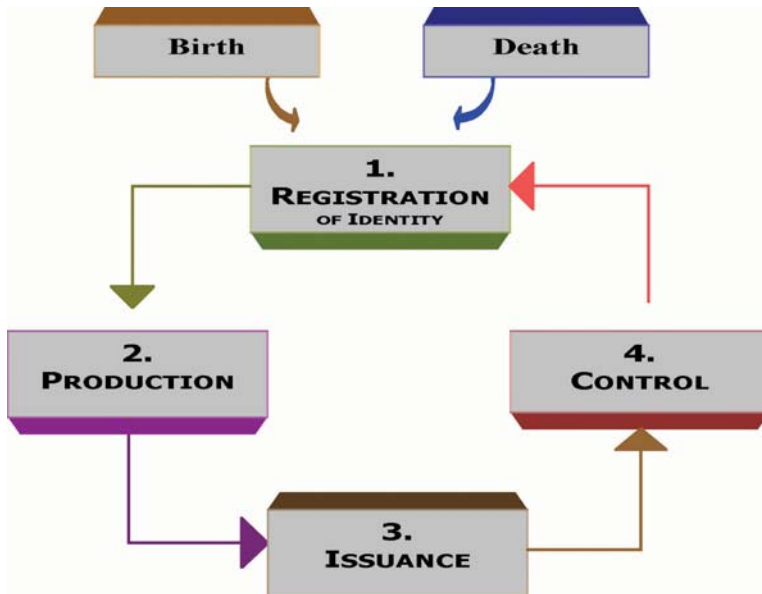 Birth
Death
1.
REGISTRATION
OF IDENTITY
2.
PRODUCTION
4.
CONTROL
3.
ISSUANCE